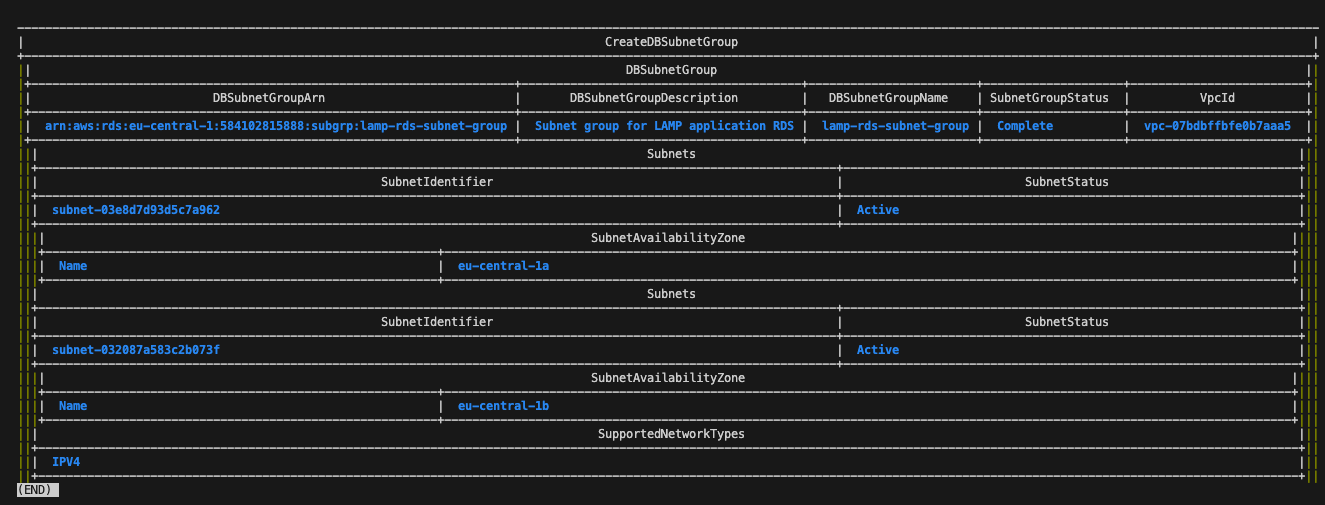 CreateDBSubnetGroup
DBSubnetGroup
DBSubnetGroupArn DBSubnetGroupDescription DBSubnetGroupName SubnetGroupStatus VpcId
arn:aws:rds:eu-central-1:584102815888:subgrp:lamp-rds-subnet-group Subnet group for LAMP application RDS lamp-rds-subnet-group Complete vpc-07bdbffbfe0b7aaa5
Subnets
SubnetIdentifier SubnetStatus
subnet-03e8d7d93d5c7a962 Active
SubnetAvailabilityZone
Name eu-central-1a
Subnets
SubnetIdentifier SubnetStatus
subnet-032087a583c2b073f Active
SubnetAvailabilityZone
Name eu-central-1b
SupportedNetworkTypes
IPV4
(END)